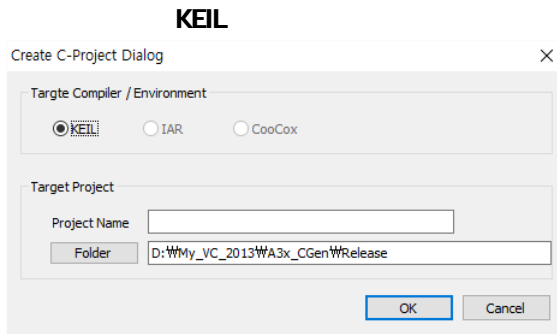 KEIL
Create C-Project Dialog
Targte Compiler / Environment
KEIL IAR CooCox
Target Project
Project Name
Folder D:₩My_VC_2013₩A3x_CGen₩Release
OK Cancel